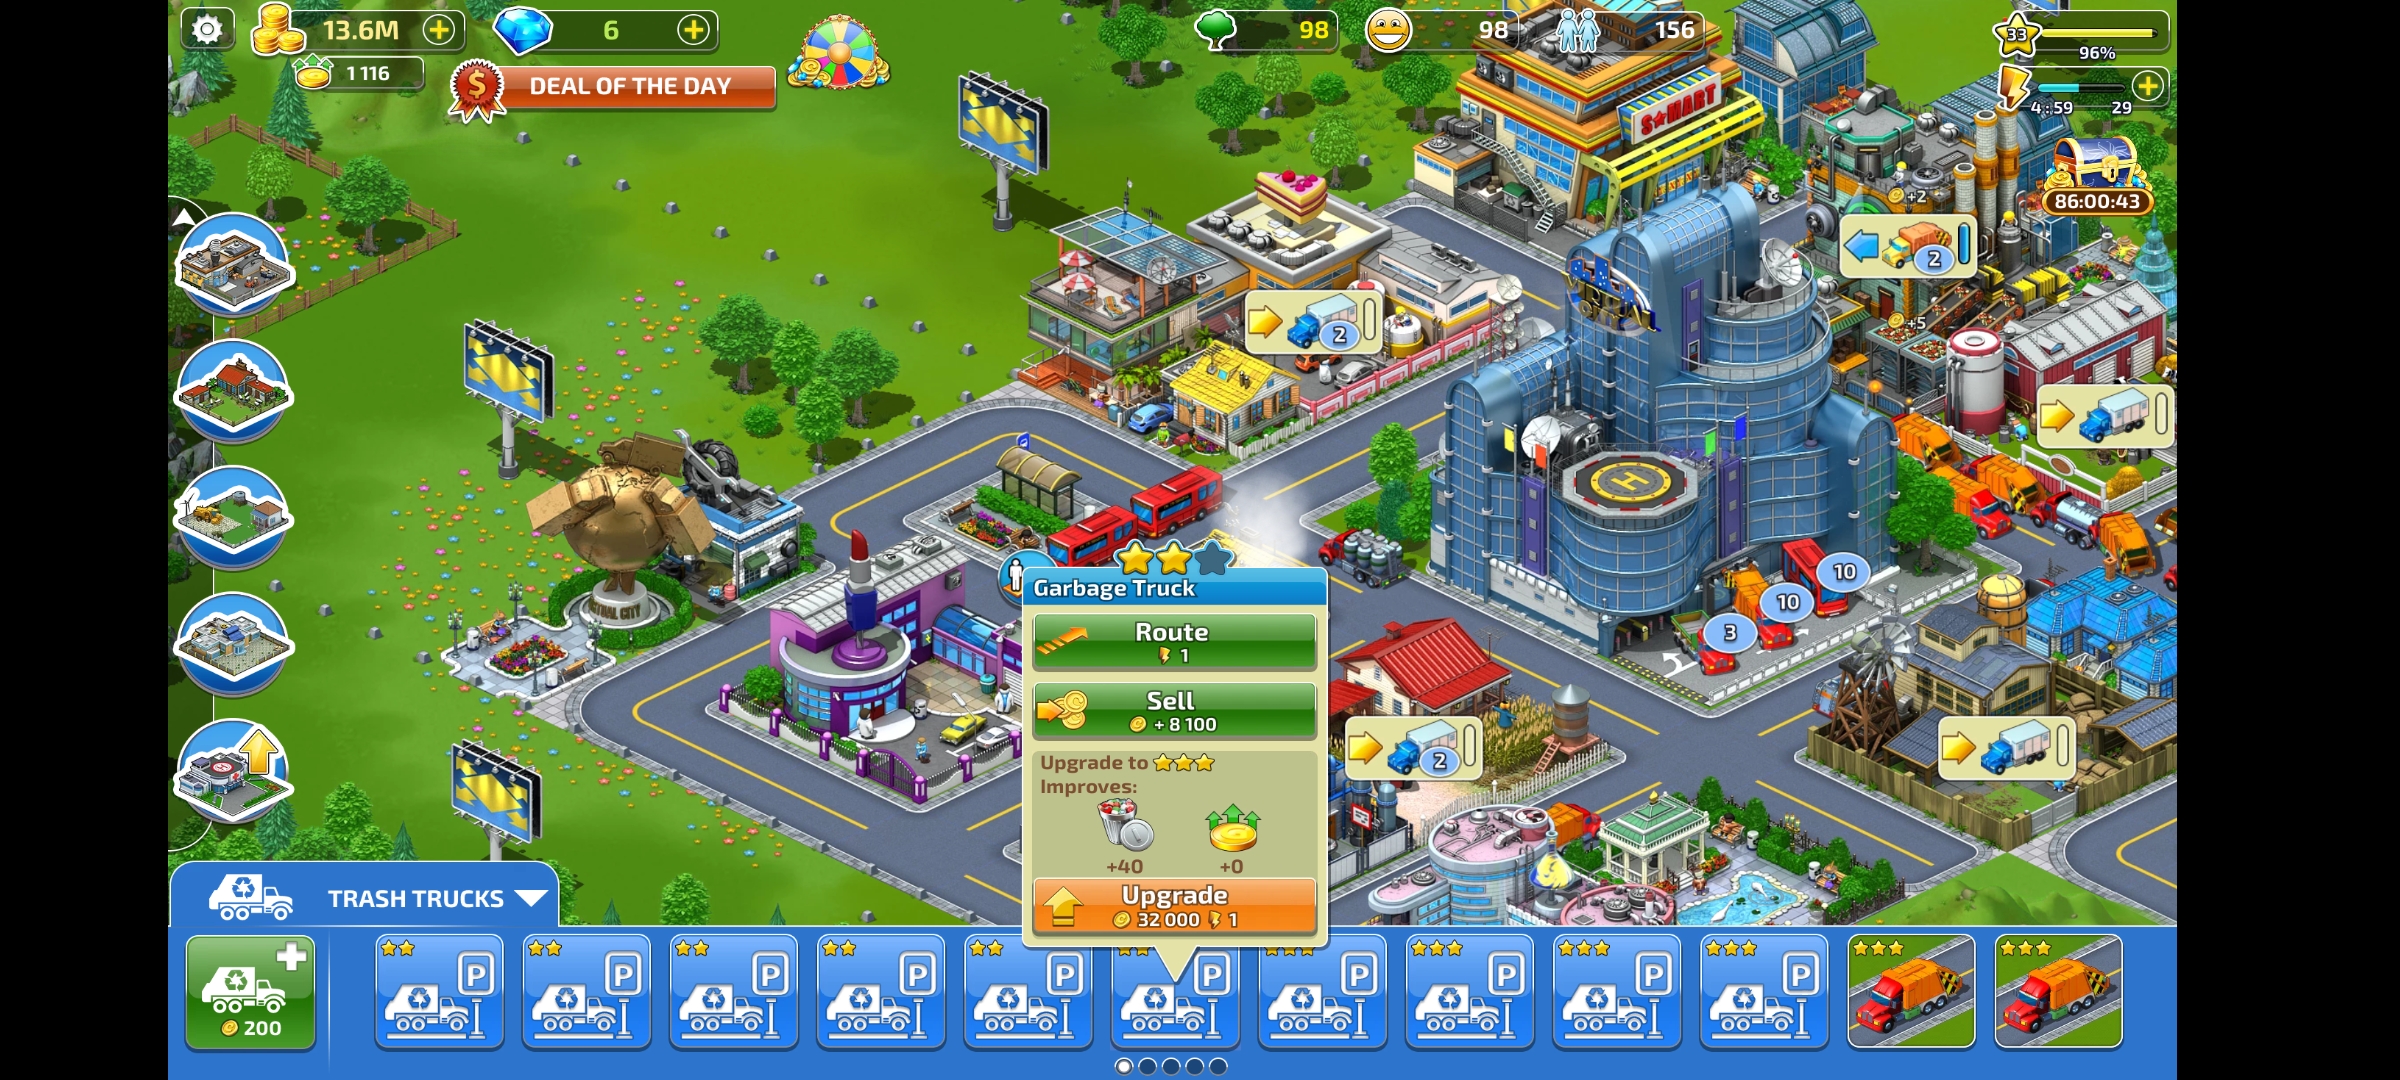 13.6M
6
98
98
156
33
96%
1 116
DEAL OF THE DAY
4:59
29
86:00:43
S★MART
+2
2
2
+5
H
10
10
3
2
Garbage Truck
Route
1
Sell
+ 8 100
Upgrade to
Improves:
+40
+0
Upgrade
32 000
1
TRASH TRUCKS
200
P
P
P
P
P
P
P
P
P
P